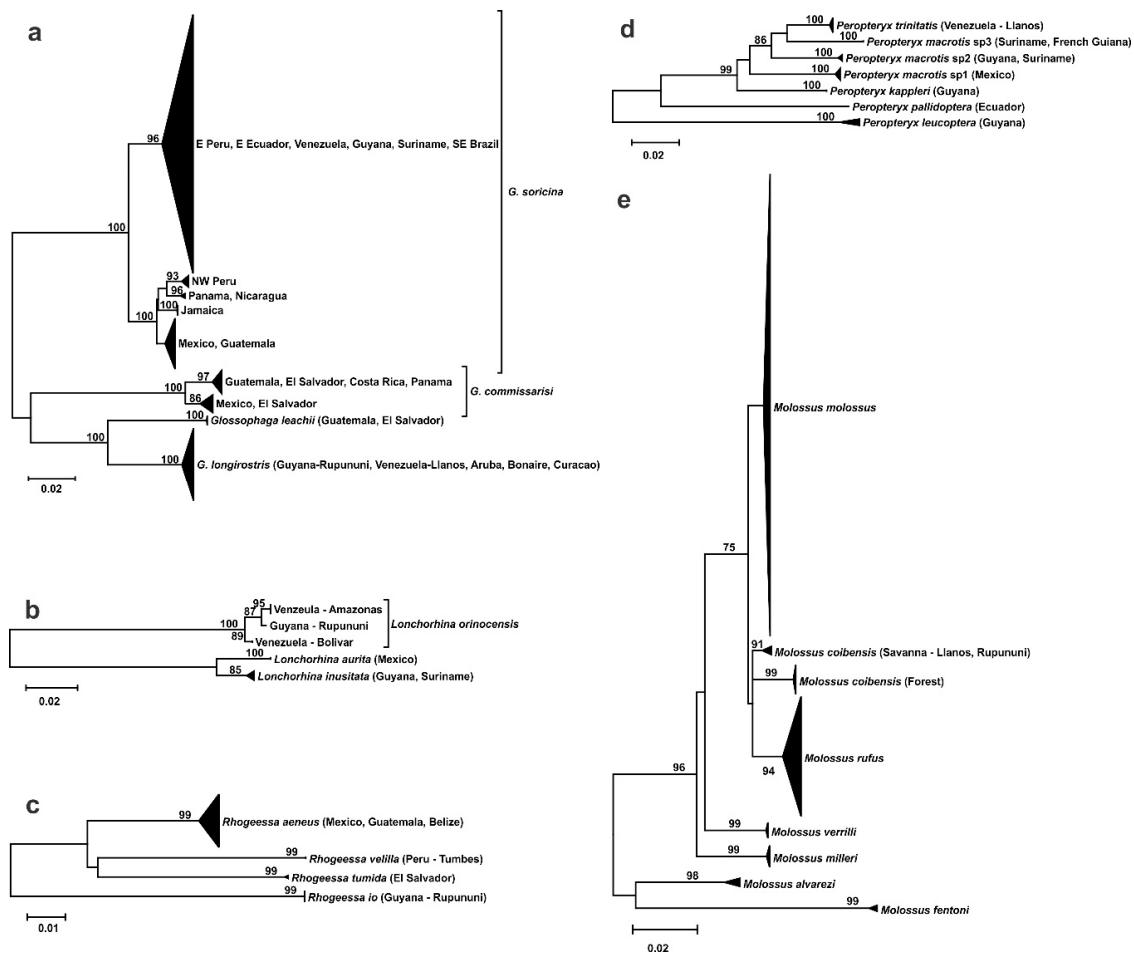 a
96
E Peru, E Ecuador, Venezuela, Guyana, Suriname, SE Brazil
G. soricina
100
93
NW Peru
96
Panama, Nicaragua
100
Jamaica
100
Mexico, Guatemala
97
Guatemala, El Salvador, Costa Rica, Panama
100
G. commissarisi
86
Mexico, El Salvador
100
Glossophaga leachii (Guatemala, El Salvador)
100
100
G. longirostris (Guyana-Rupununi, Venezuela-Llanos, Aruba, Bonaire, Curacao)
0.02
b
95
Venzeula - Amazonas
87
100
Guyana - Rupununi
Lonchorhina orinocensis
89
Venezuela - Bolivar
100
Lonchorhina aurita (Mexico)
85
Lonchorhina inusitata (Guyana, Suriname)
0.02
c
99
Rhogeessa aeneus (Mexico, Guatemala, Belize)
99
Rhogeessa velilla (Peru - Tumbes)
99
Rhogeessa tumida (El Salvador)
99
Rhogeessa io (Guyana - Rupununi)
0.01
d
100
Peropteryx trinitatis (Venezuela - Llanos)
86
100
Peropteryx macrotis sp3 (Suriname, French Guiana)
100
Peropteryx macrotis sp2 (Guyana, Suriname)
99
100
Peropteryx macrotis sp1 (Mexico)
100
Peropteryx kappleri (Guyana)
Peropteryx pallidoptera (Ecuador)
100
Peropteryx leucoptera (Guyana)
0.02
e
Molossus molossus
75
91
Molossus coibensis (Savanna - Llanos, Rupununi)
99
Molossus coibensis (Forest)
Molossus rufus
94
96
99
Molossus verrilli
99
Molossus milleri
98
Molossus alvarezi
99
Molossus fentoni
0.02